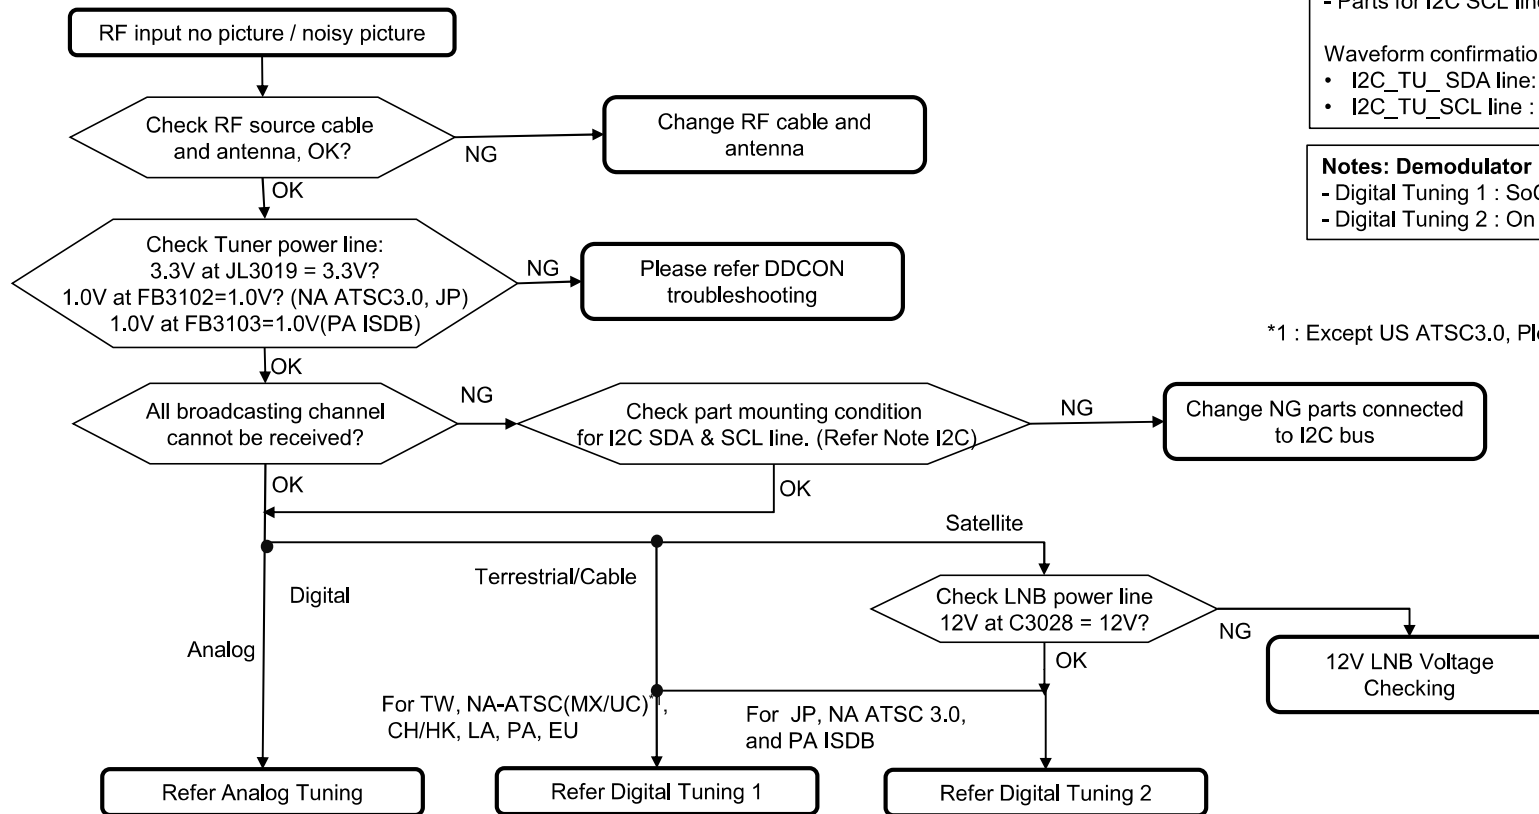 RF input no picture / noisy picture
Check RF source cable
and antenna, OK?
NG
Change RF cable and
antenna
OK
Check Tuner power line:
3.3V at JL3019 = 3.3V?
1.0V at FB3102=1.0V? (NA ATSC3.0, JP)
1.0V at FB3103=1.0V(PA ISDB)
NG
Please refer DDCON
troubleshooting
OK
All broadcasting channel
cannot be received?
NG
Check part mounting condition
for I2C SDA & SCL line. (Refer Note I2C)
NG
Change NG parts connected
to I2C bus
OK
OK
Satellite
Terrestrial/Cable
Digital
Analog
Check LNB power line
12V at C3028 = 12V?
NG
OK
12V LNB Voltage
Checking
For TW, NA-ATSC(MX/UC)*1,
CH/HK, LA, PA, EU
For JP, NA ATSC 3.0,
and PA ISDB
Refer Analog Tuning
Refer Digital Tuning 1
Refer Digital Tuning 2
- Parts for I2C SCL
Waveform
• I2C_TU_ SDA line:
• I2C_TU_SCL line :
Notes: Demodulator
- Digital Tuning 1 :
- Digital Tuning 2 : On
*1 : Except US ATSC3.0,